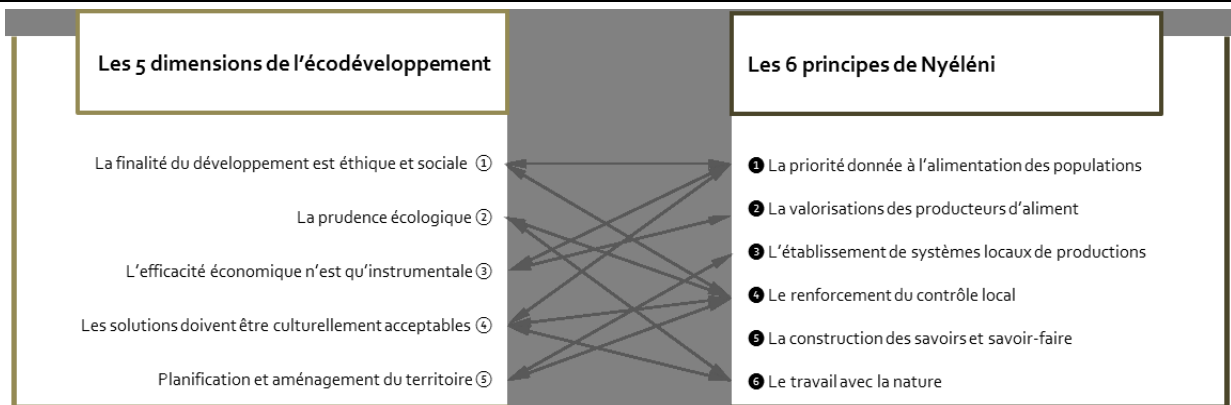 Les 5 dimensions de l'écodéveloppement
La finalité du développement est éthique et sociale ①
La prudence écologique ②
L'efficacité économique n'est qu'instrumentale ③
Les solutions doivent être culturellement acceptables ④
Planification et aménagement du territoire ⑤
Les 6 principes de Nyéléni
❶ La priorité donnée à l'alimentation des populations
❷ La valorisations des producteurs d'aliment
❸ L'établissement de systèmes locaux de productions
❹ Le renforcement du contrôle local
❺ La construction des savoirs et savoir-faire
❻ Le travail avec la nature